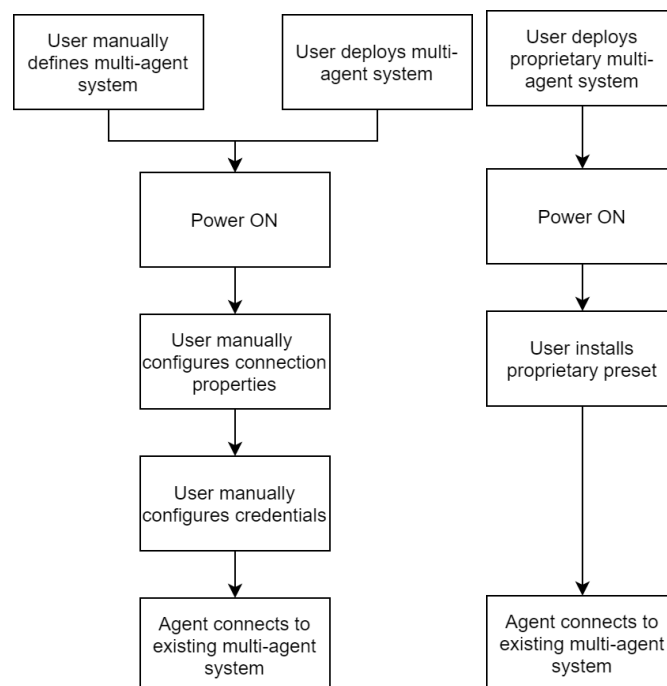 User manually
defines multi-agent
system
User deploys multi-
agent system
User deploys
proprietary multi-
agent system
Power ON
Power ON
User manually
configures connection
properties
User installs
proprietary preset
User manually
configures credentials
Agent connects to
existing multi-agent
system
Agent connects to
existing multi-agent
system